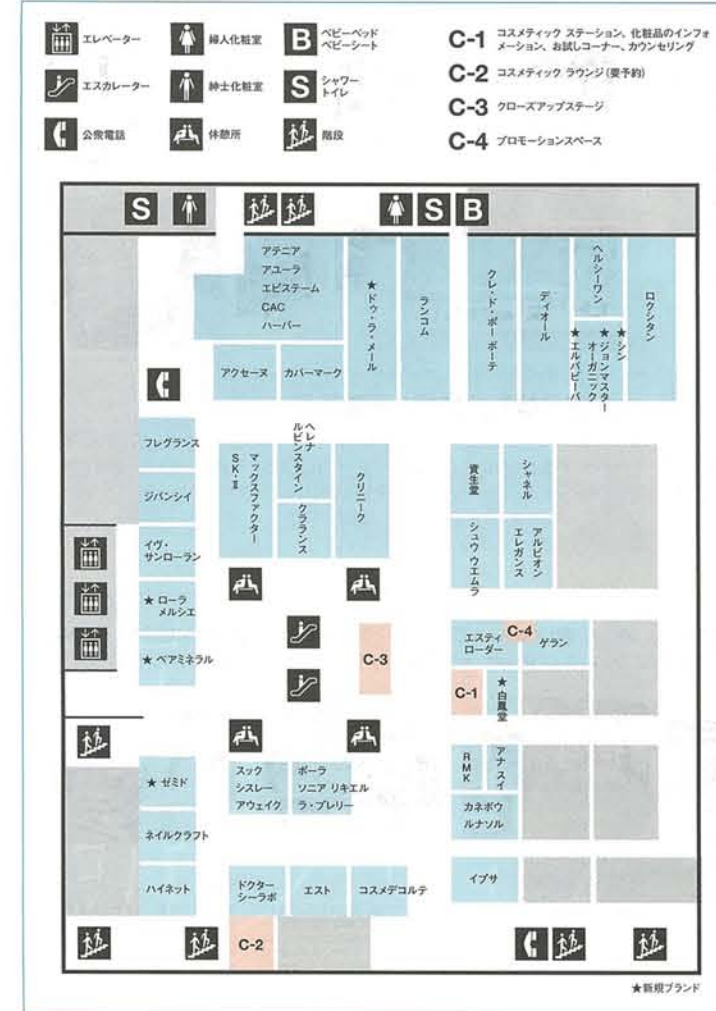 エレベーター
婦人化粧室
B
ベビーベッド
ベビーシート
エスカレーター
紳士化粧室
S
シャワー
トイレ
公衆電話
休憩所
階段
C-1 コスメティック ステーション、化粧品のインフォ
メーション、お試しコーナー、カウンセリング
C-2 コスメティック ラウンジ(要予約)
C-3 クローズアップステージ
C-4 プロモーションスペース
S
S B
アテニア
アユーラ
エピステーム
CAC
ハーバー
★ドゥ・ラ・メール
ランコム
クレ・ド・ポー ボーテ
ディオール
ヘルシーワン
★シン
★ジョンマスター
オーガニック
★エルバビーバ
ロクシタン
アクセーヌ
カバーマーク
フレグランス
ジバンシイ
イヴ・
サンローラン
★ローラ
メルシエ
★ベアミネラル
マックスファクター
SK-Ⅱ
ヘレナ
ルビンスタイン
クラランス
クリニーク
資生堂
シャネル
シュウ ウエムラ
アルビオン
エレガンス
C-3
エスティ
ローダー
C-4
ゲラン
C-1
★白鳳堂
★ゼミド
ネイルクラフト
ハイネット
スック
シスレー
アウェイク
ポーラ
ソニア リキエル
ラ・プレリー
RMK
アナ スイ
カネボウ
ルナソル
ドクター
シーラボ
エスト
コスメデコルテ
イプサ
C-2
★新規ブランド